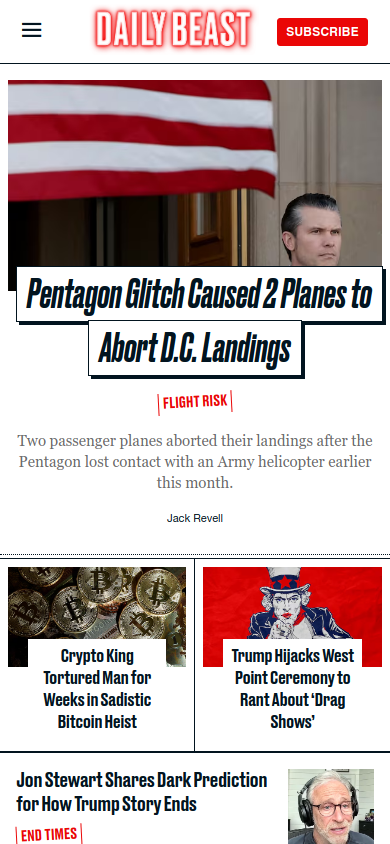 DAILY BEAST
SUBSCRIBE
Pentagon Glitch Caused 2 Planes to
Abort D.C. Landings
FLIGHT RISK
Two passenger planes aborted their landings after the
Pentagon lost contact with an Army helicopter earlier
this month.
Jack Revell
Crypto King
Tortured Man for
Weeks in Sadistic
Bitcoin Heist
Trump Hijacks West
Point Ceremony to
Rant About ‘Drag
Shows’
Jon Stewart Shares Dark Prediction
for How Trump Story Ends
END TIMES